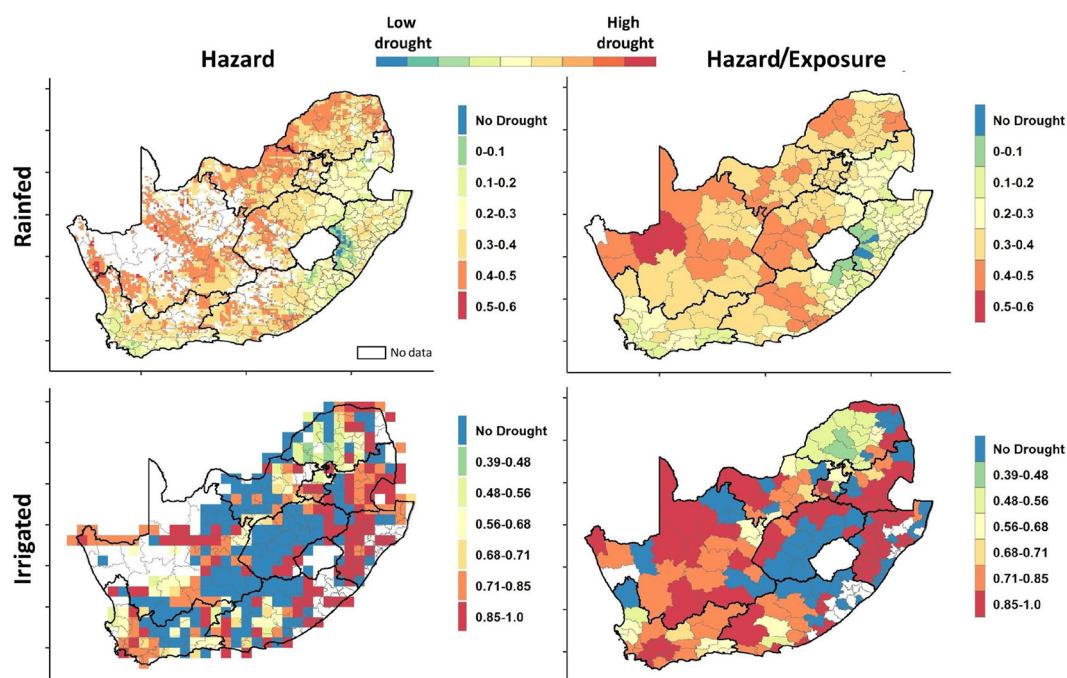 Low
drought
High
drought
Hazard
Hazard/Exposure
Rainfed
No Drought
0-0.1
0.1-0.2
0.2-0.3
0.3-0.4
0.4-0.5
0.5-0.6
No data
No Drought
0-0.1
0.1-0.2
0.2-0.3
0.3-0.4
0.4-0.5
0.5-0.6
Irrigated
No Drought
0.39-0.48
0.48-0.56
0.56-0.68
0.68-0.71
0.71-0.85
0.85-1.0
No Drought
0.39-0.48
0.48-0.56
0.56-0.68
0.68-0.71
0.71-0.85
0.85-1.0